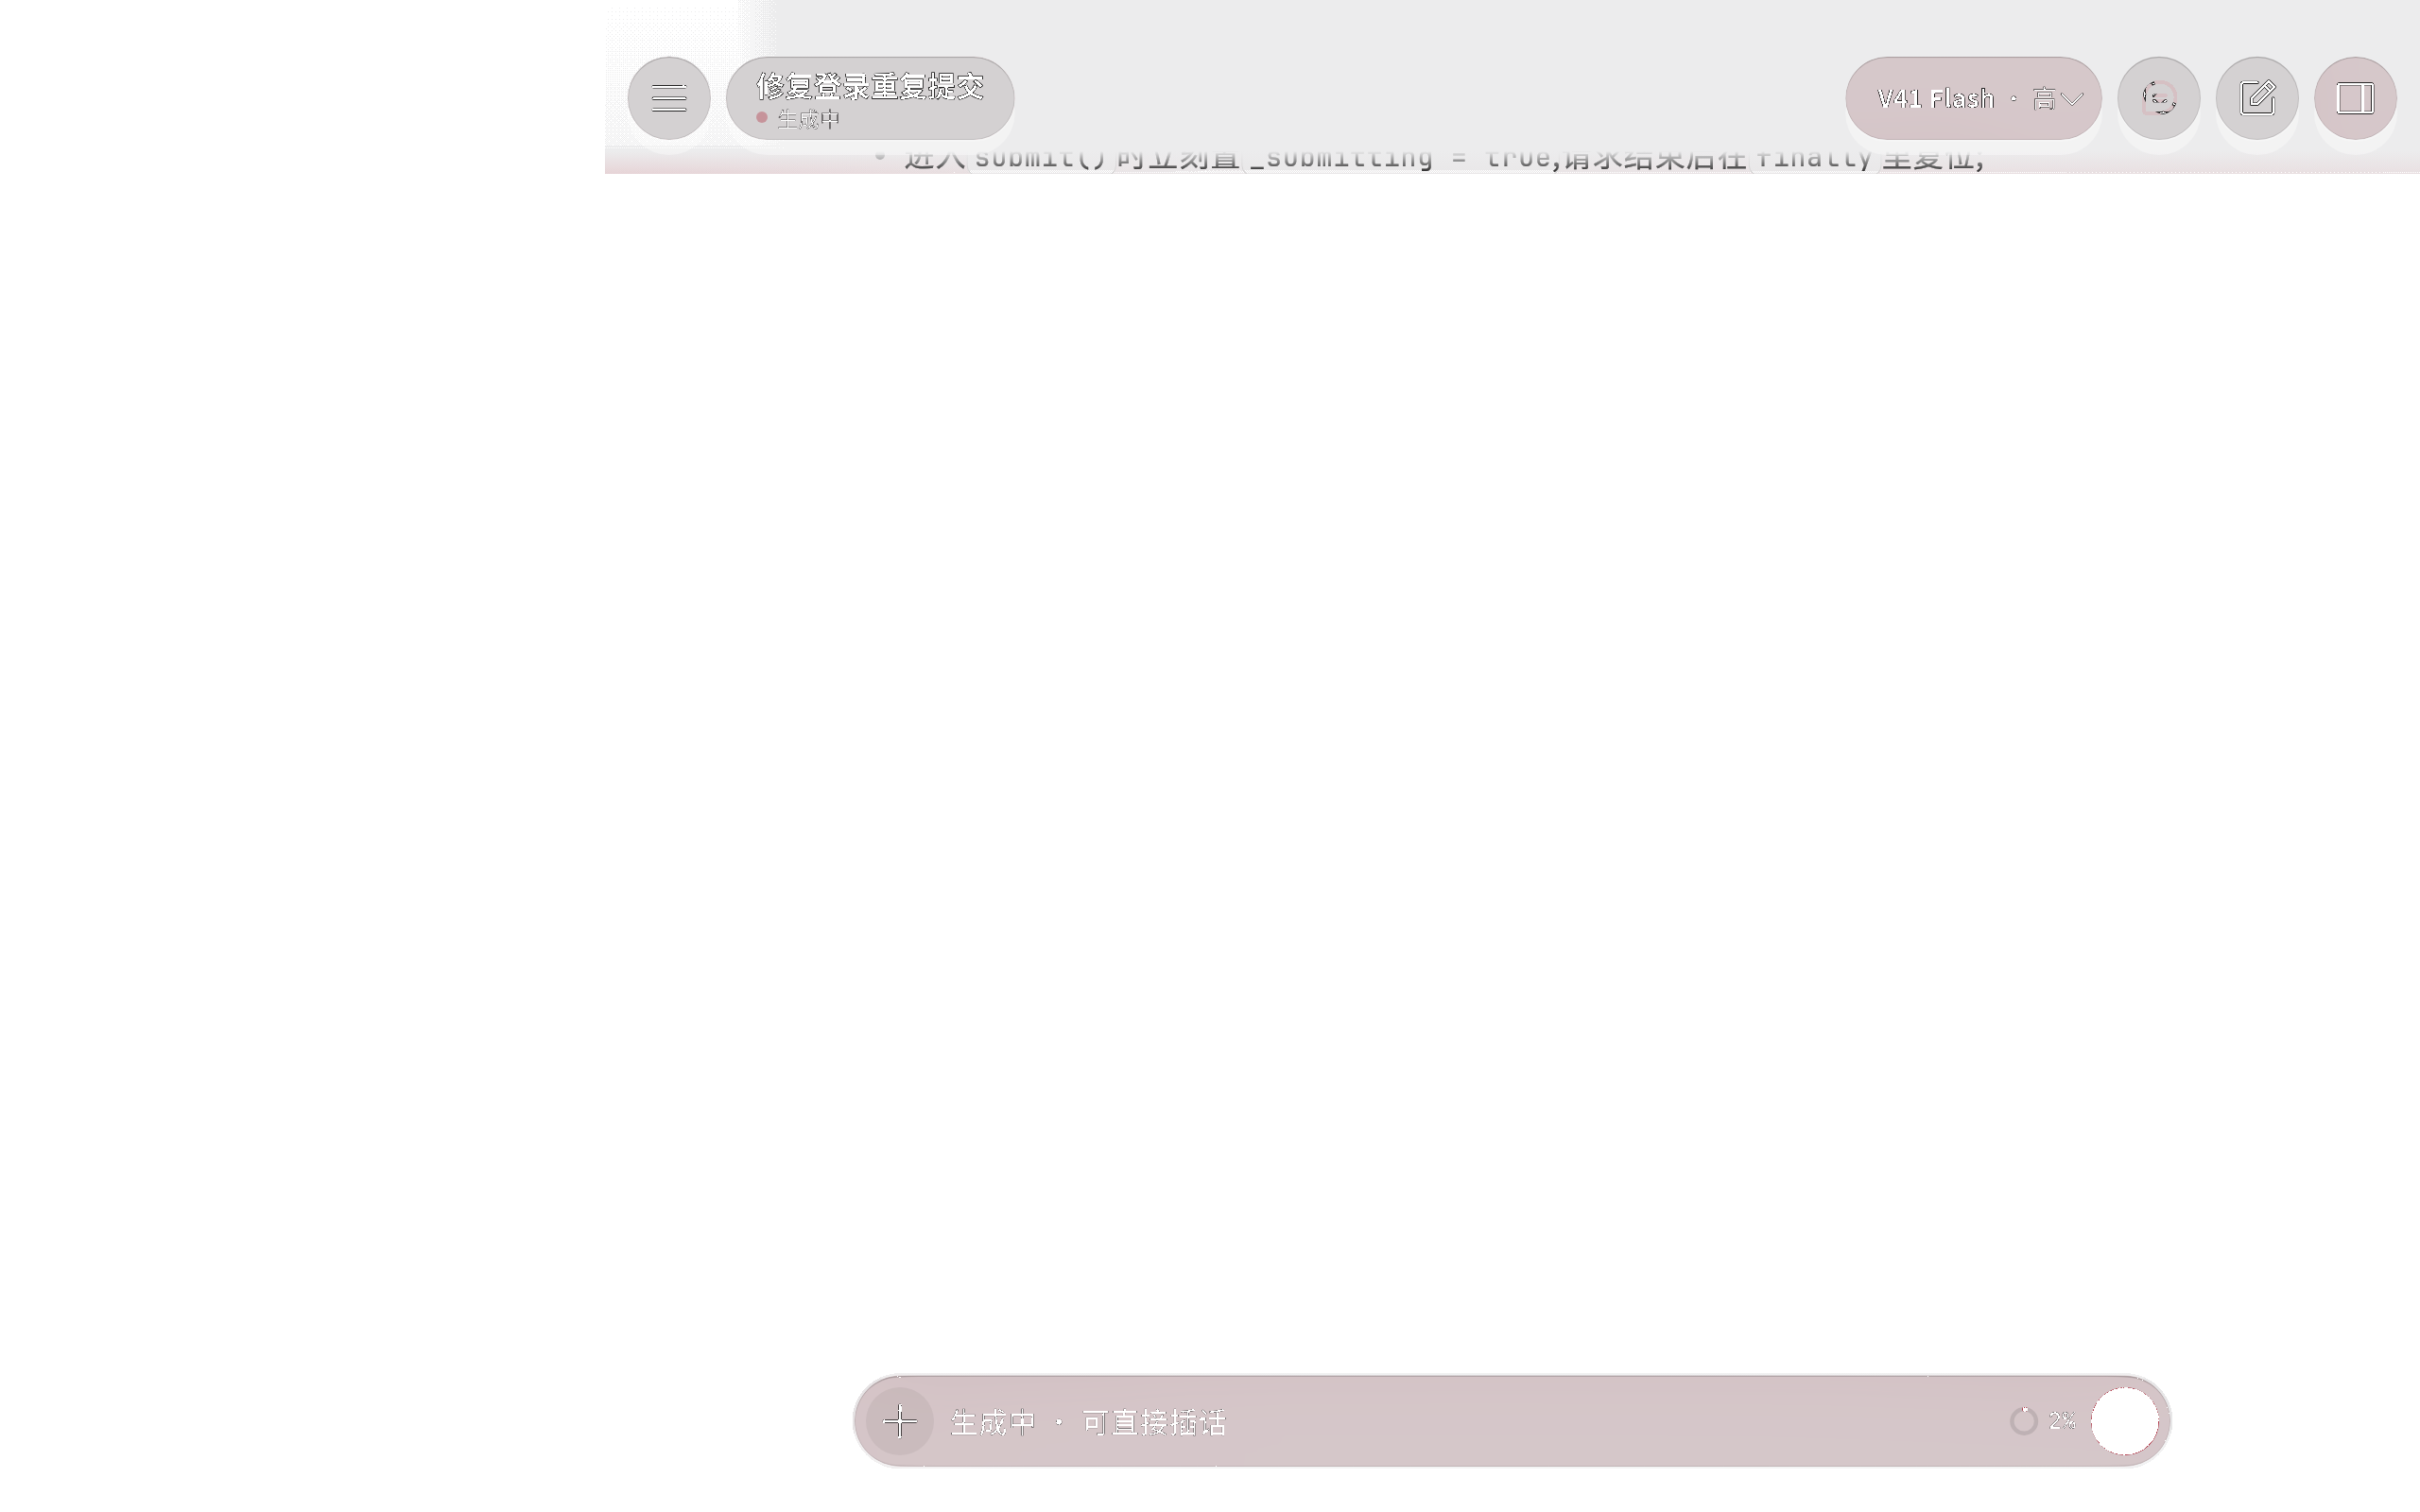 修复登录重复提交
生成中
V41 Flash · 高
进入 submit() 时立刻置 _submitting = true,请求结束后在 finally 里复位;
生成中 · 可直接插话
2%